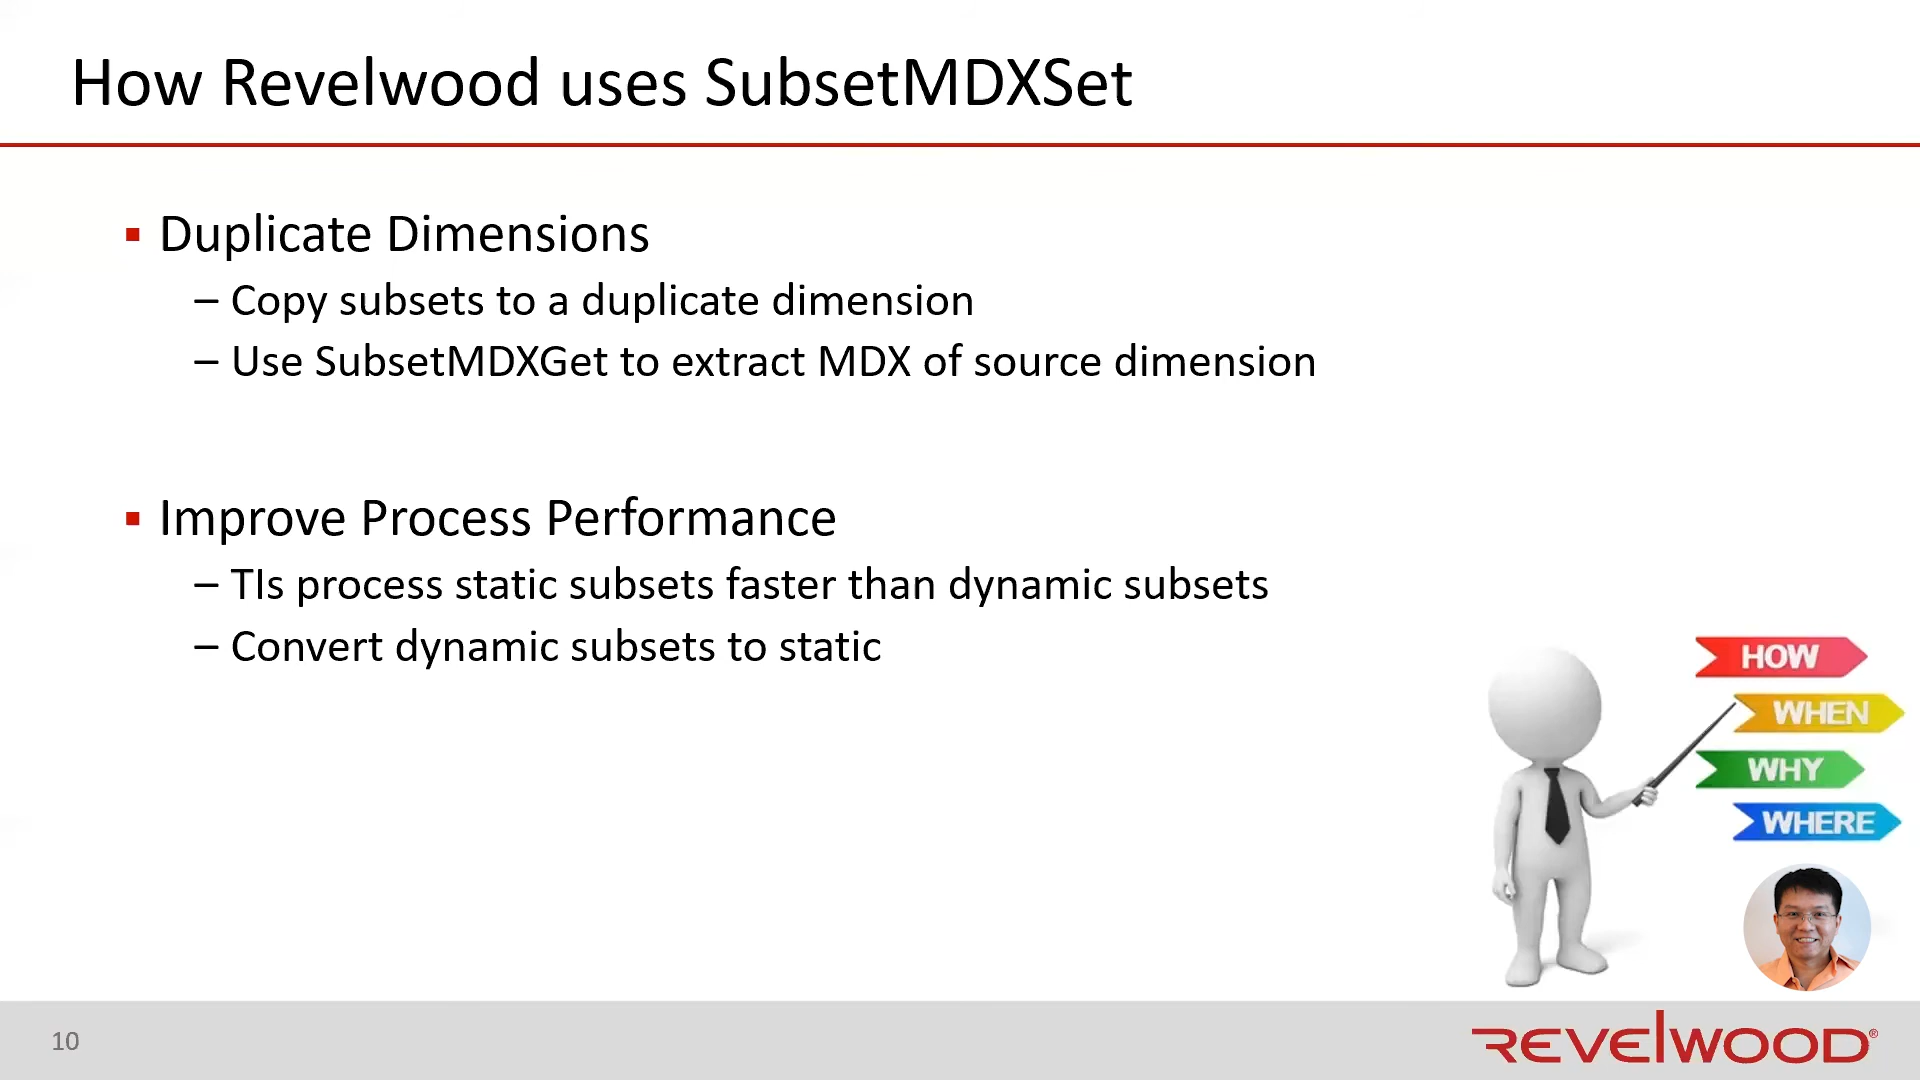 How Revelwood uses SubsetMDXSet
▪ Duplicate Dimensions
– Copy subsets to a duplicate dimension
– Use SubsetMDXGet to extract MDX of source dimension
▪ Improve Process Performance
– TIs process static subsets faster than dynamic subsets
– Convert dynamic subsets to static
HOW
WHEN
WHY
WHERE
10
REVELWOOD®